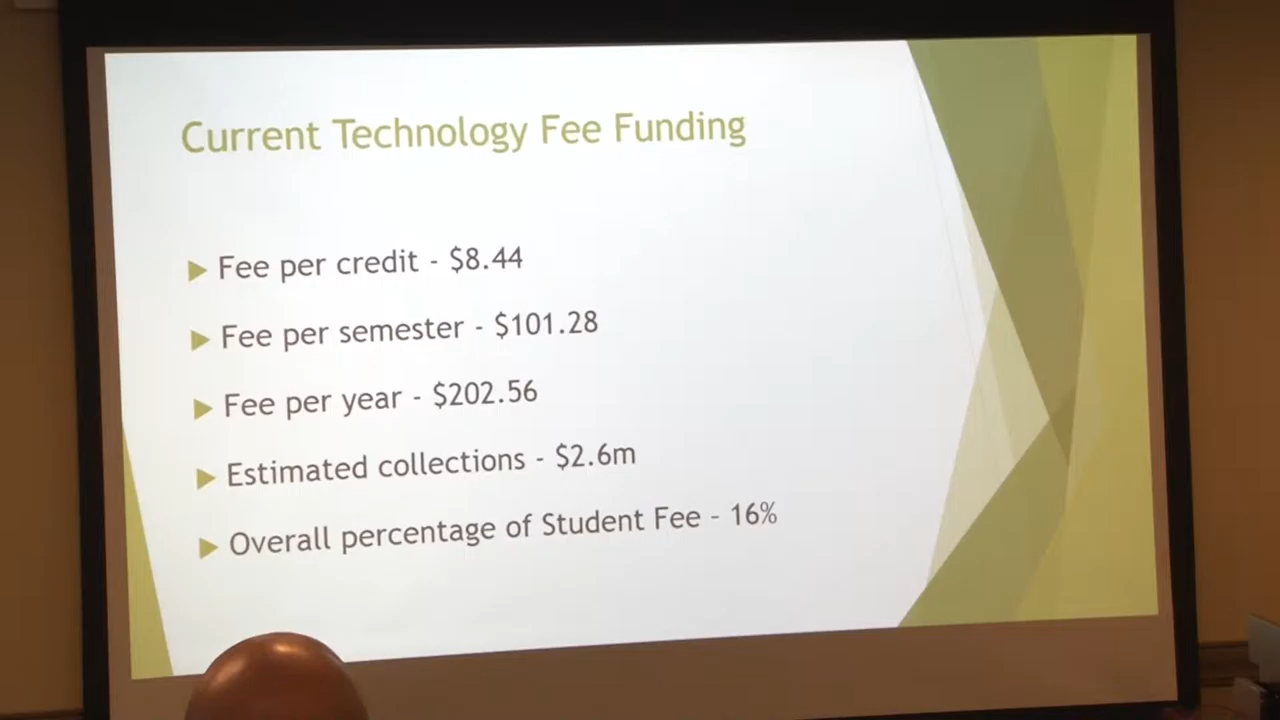 Current Technology Fee Funding
Fee per credit - $8.44
Fee per semester - $101.28
Fee per year - $202.56
Estimated collections - $2.6m
Overall percentage of Student Fee - 16%